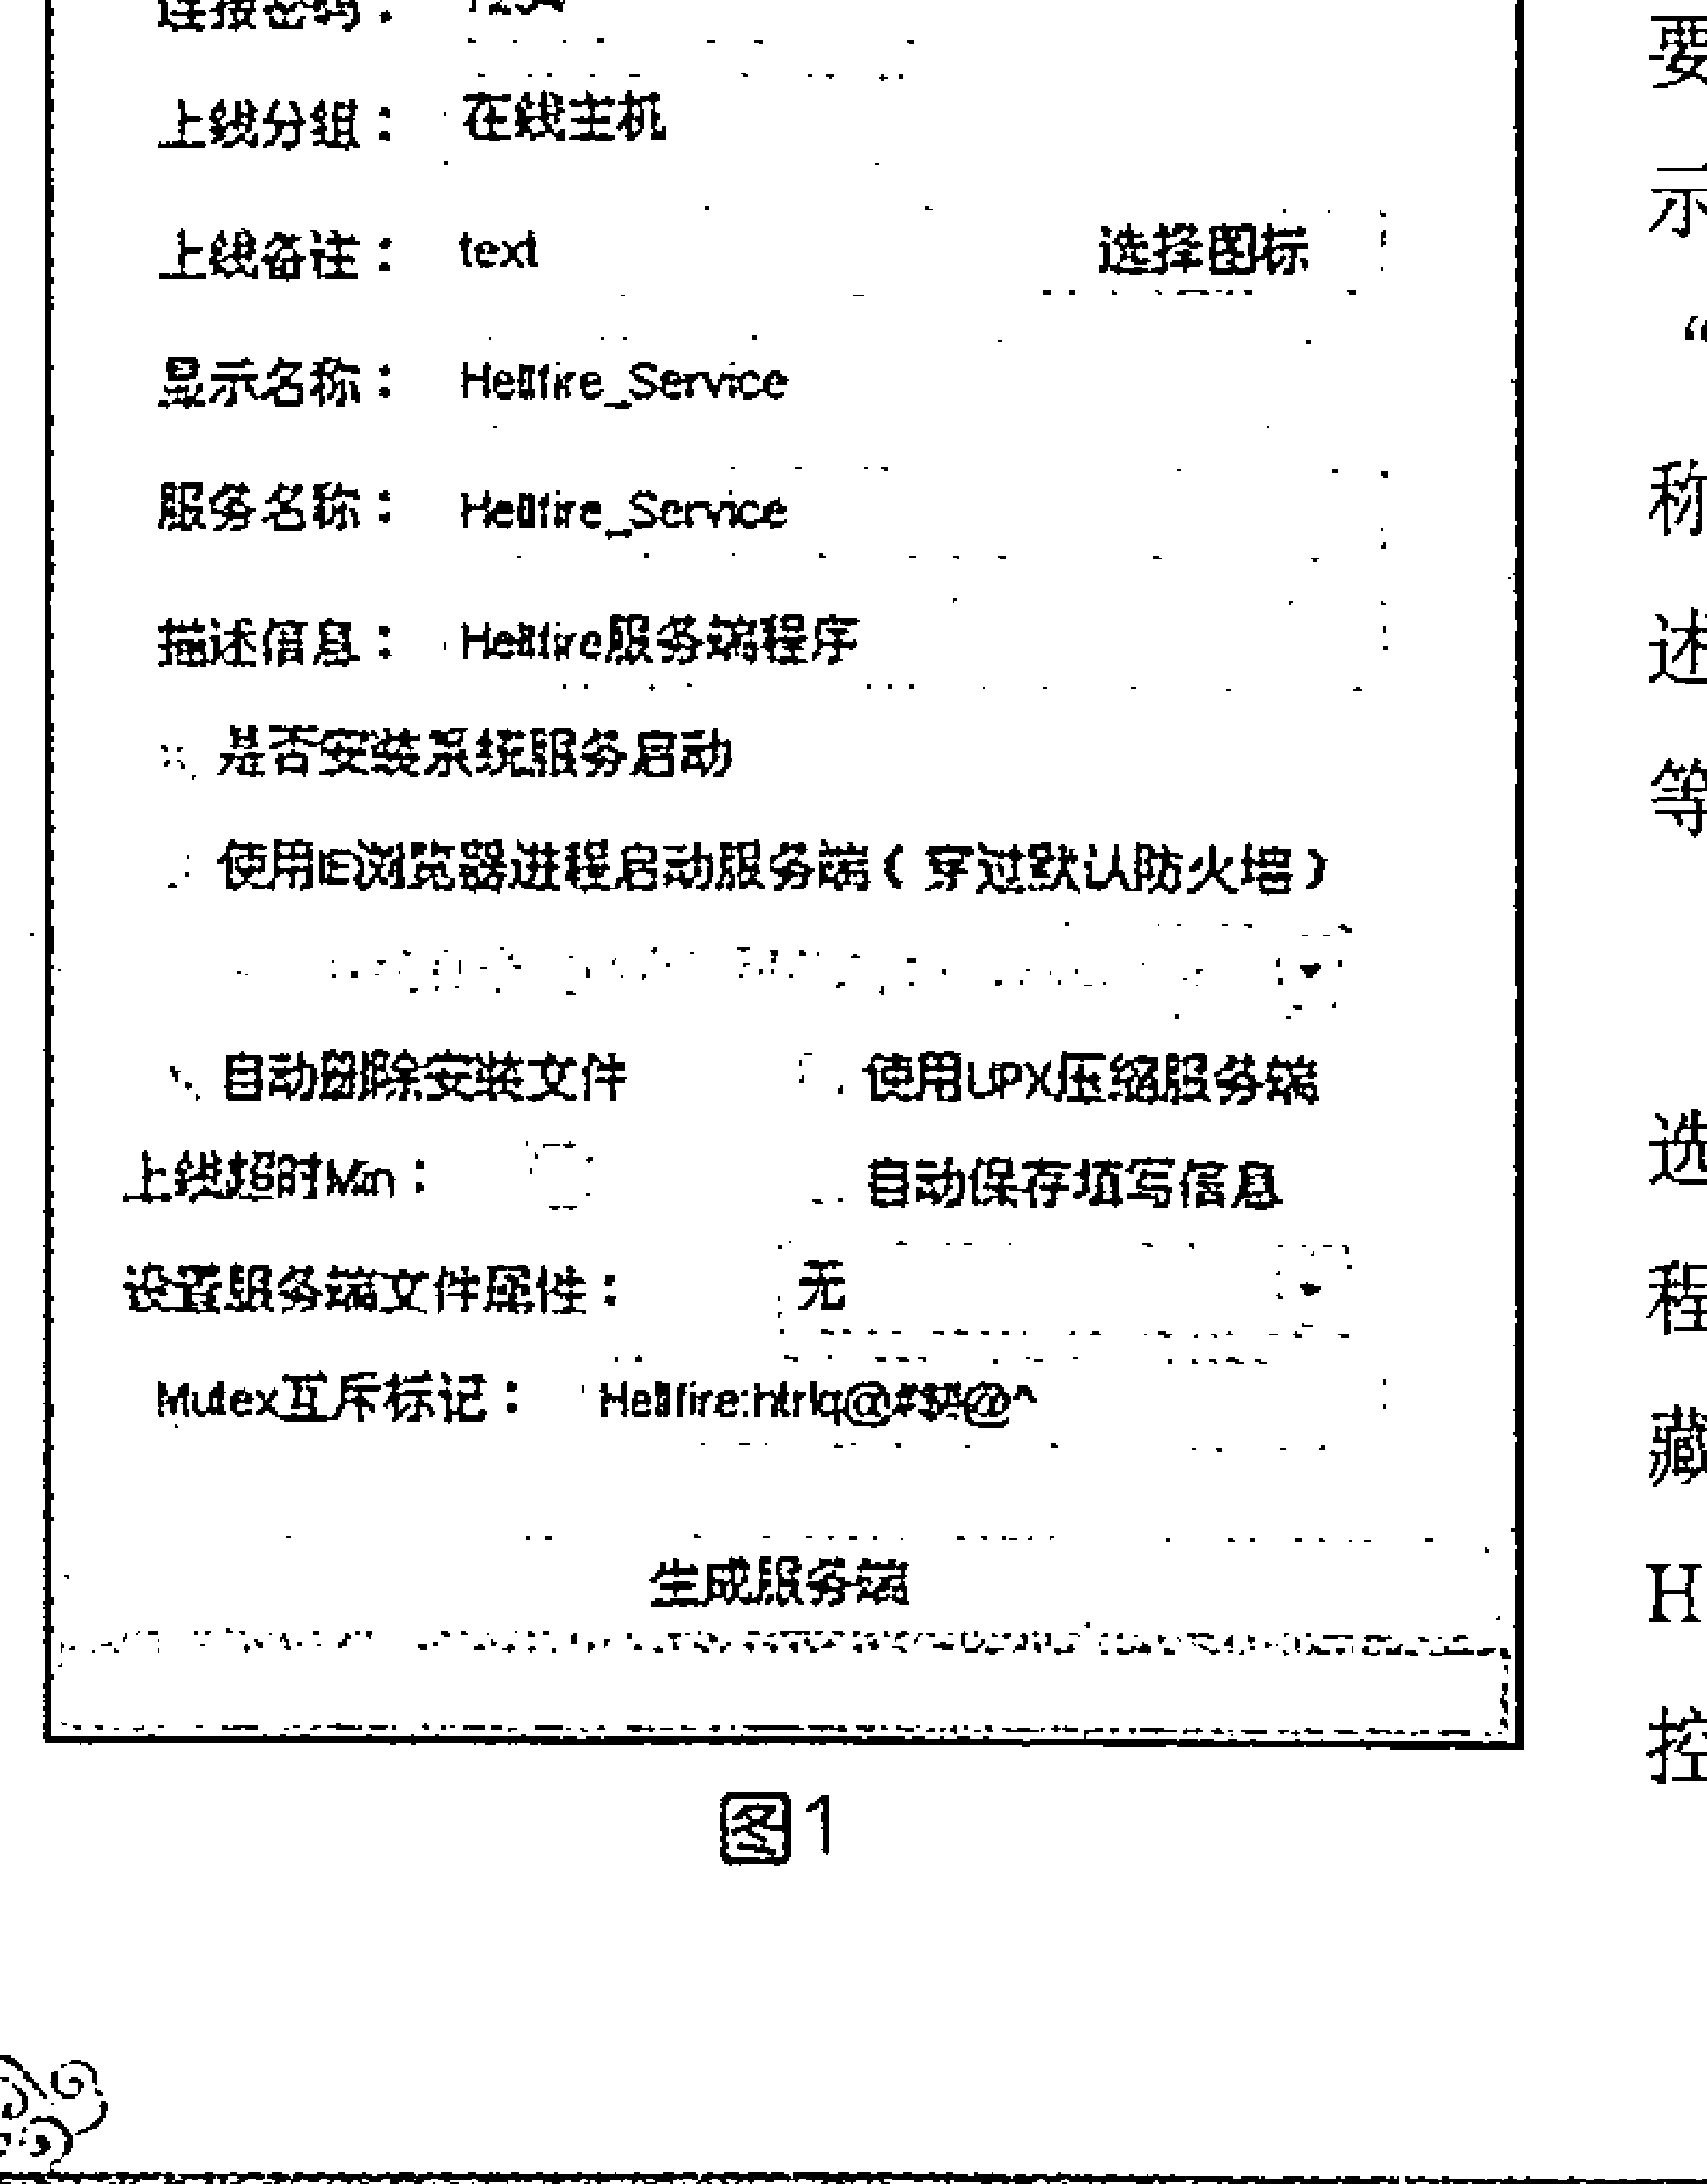 上线分组： 在线主机
上线备注： text 选择图标
显示名称： Hellfire_Service
服务名称： Hellfire_Service
描述信息： Hellfire服务端程序
是否安装系统服务启动
使用IE浏览器进程启动服务端（穿过默认防火墙）
自动删除安装文件 使用UPX压缩服务端
上线超时Min： 自动保存填写信息
设置服务端文件属性： 无
Mutex互斥标记：
生成服务端
图1
要
示
“
称
述
等
选
程
藏
H
控